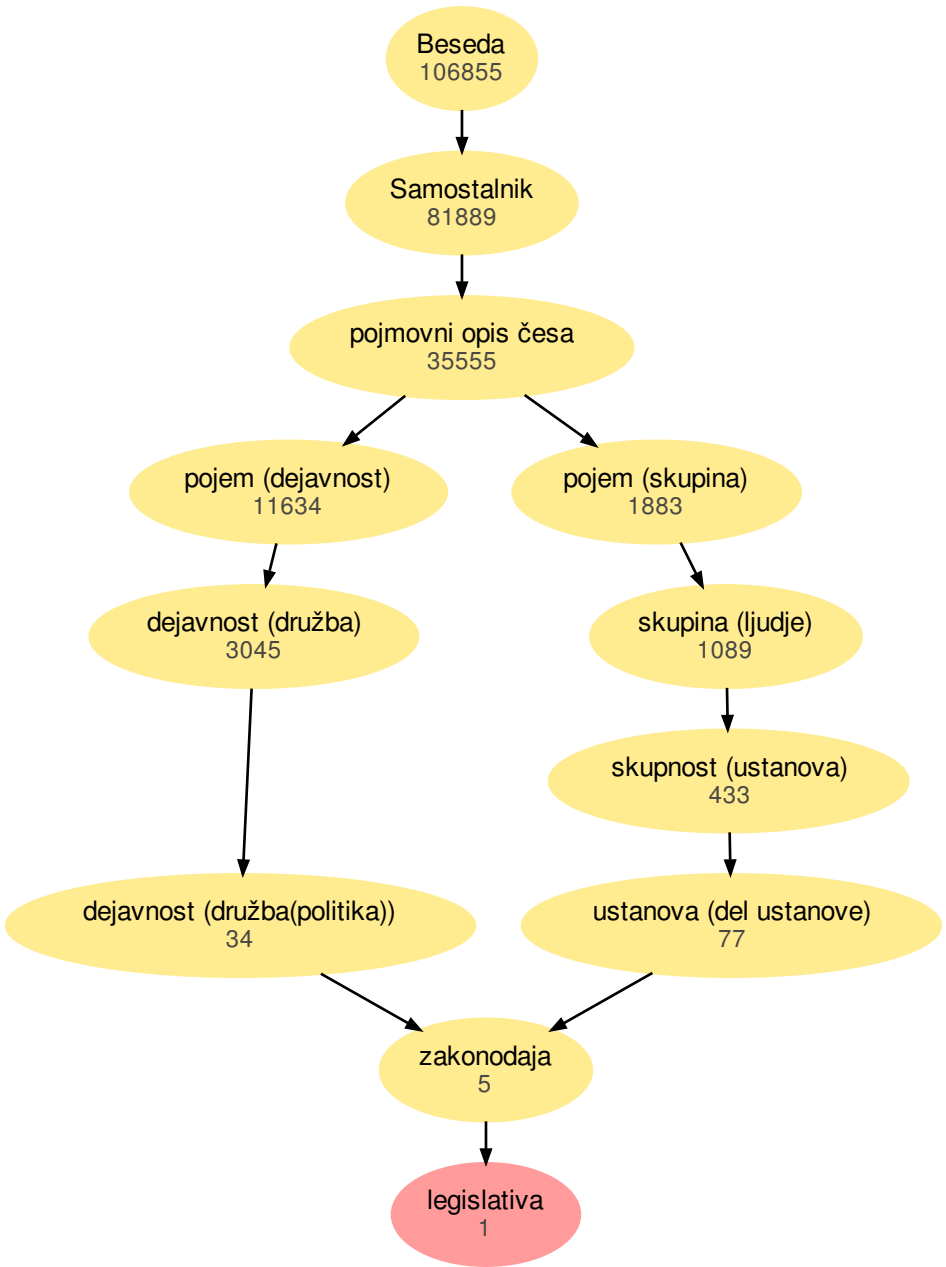 Beseda
106855
Samostalnik
81889
pojmovni opis česa
35555
pojem (dejavnost)
11634
pojem (skupina)
1883
dejavnost (družba)
3045
skupina (ljudje)
1089
skupnost (ustanova)
433
dejavnost (družba(politika))
34
ustanova (del ustanove)
77
zakonodaja
5
legislativa
1